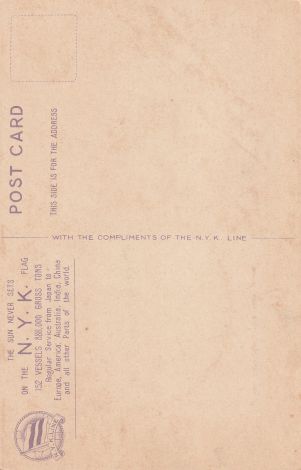 THE SUN NEVER SETS
ON THE N.Y.K. FLAG
152 VESSELS 881,000 GROSS TONS
Regular Service from Japan to
Europe, America, Australia, India, China
and all other Parts of the world.
WITH THE COMPLIMENTS OF THE N.Y.K. LINE
POST CARD
THIS SIDE IS FOR THE ADDRESS
N.Y.K. LINE